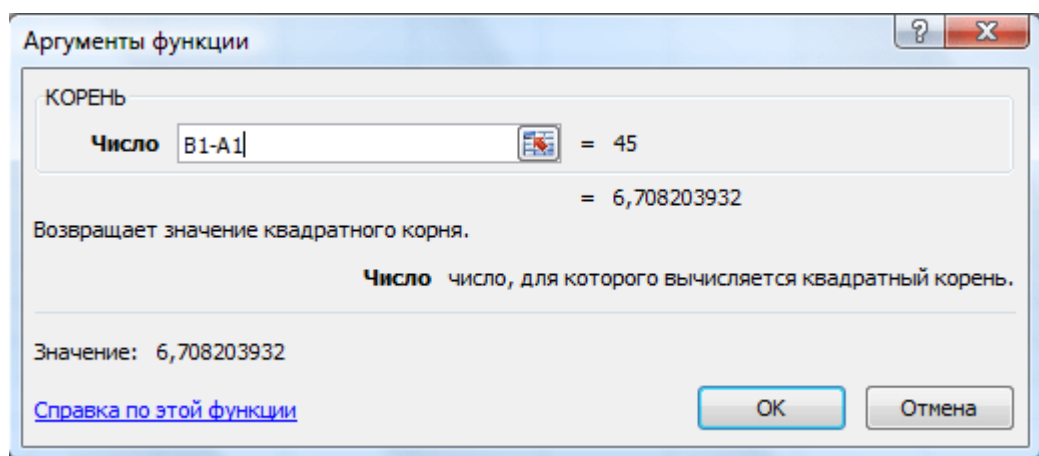 Аргументы функции
КОРЕНЬ
Число B1-A1 = 45
= 6,708203932
Возвращает значение квадратного корня.
Число число, для которого вычисляется квадратный корень.
Значение: 6,708203932
Справка по этой функции
ОК
Отмена